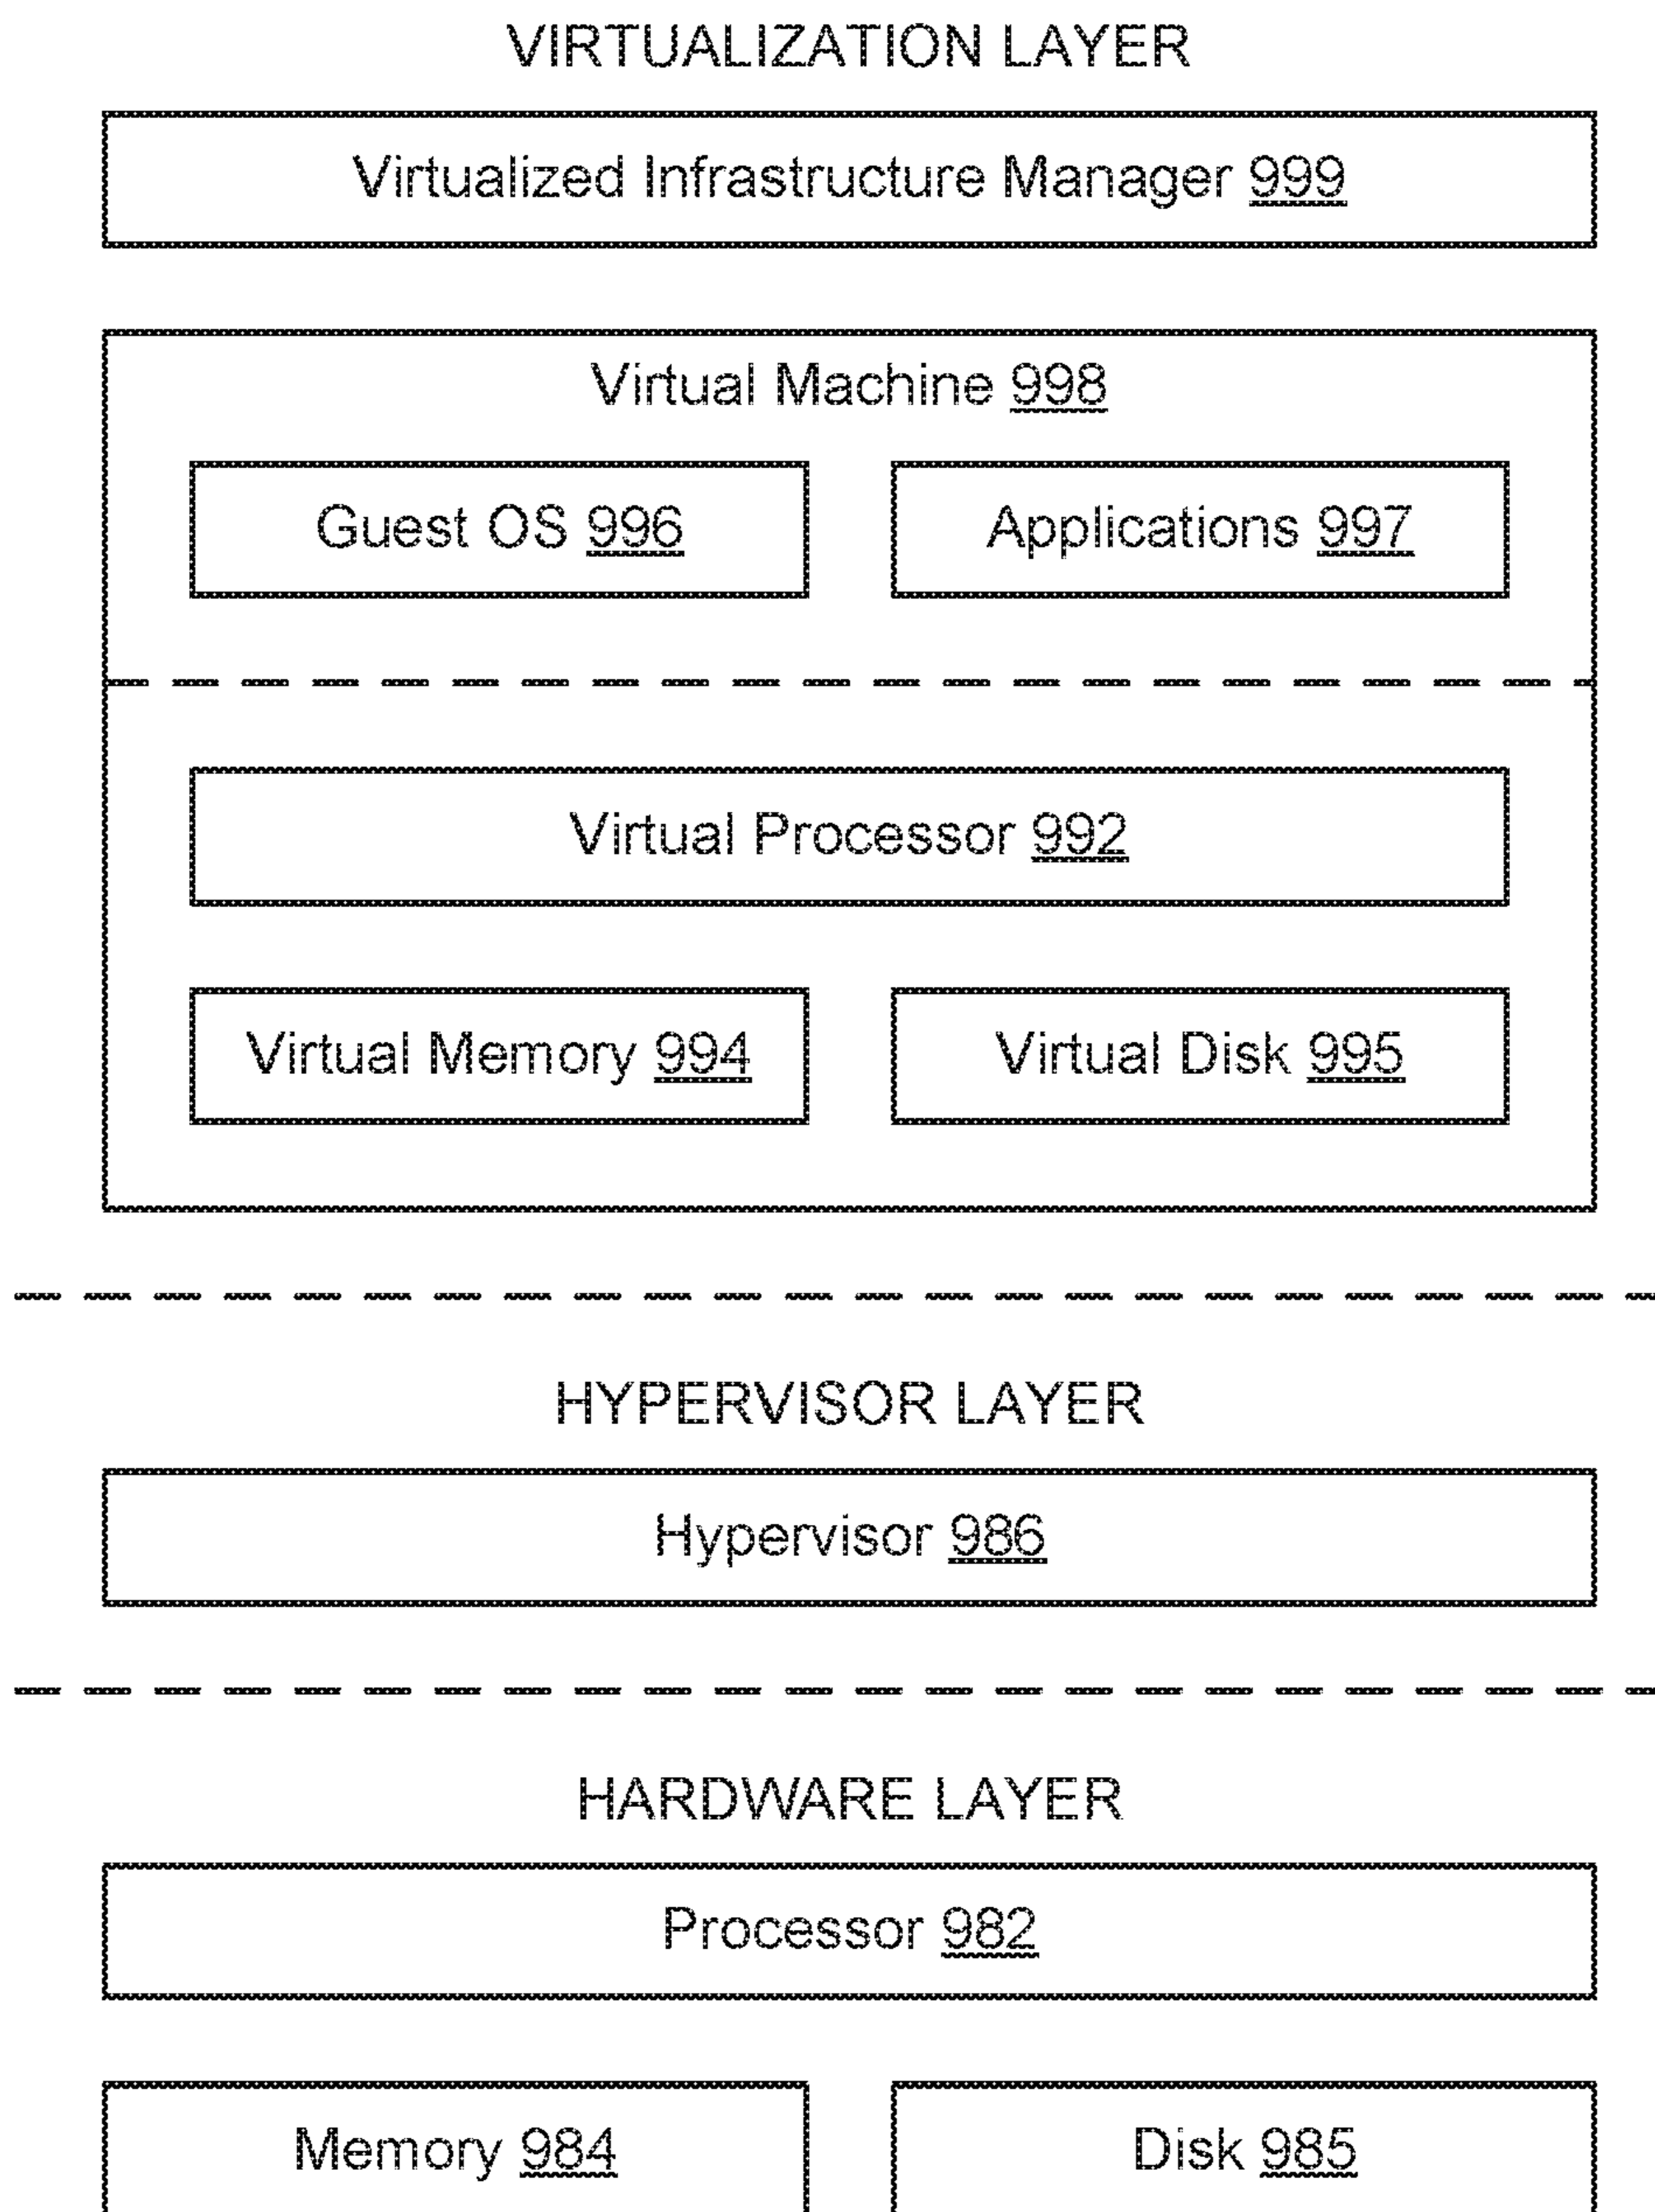 VIRTUALIZATION LAYER
Virtualized Infrastructure Manager 999
Virtual Machine 998
Guest OS 996
Applications 997
Virtual Processor 992
Virtual Memory 994
Virtual Disk 995
HYPERVISOR LAYER
Hypervisor 986
HARDWARE LAYER
Processor 982
Memory 984
Disk 985